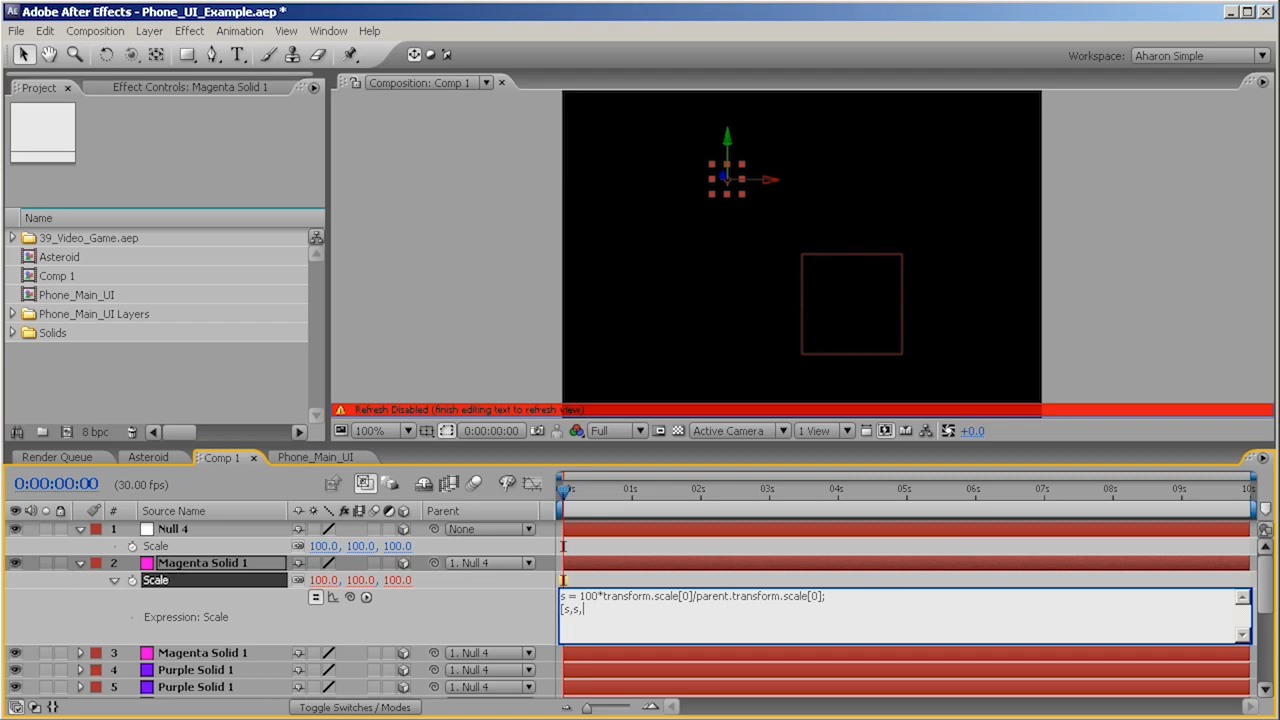 Adobe After Effects - Phone_UI_Example.aep *
File Edit Composition Layer Effect Animation View Window Help
Workspace: Aharon Simple
Project Effect Controls: Magenta Solid 1
Composition: Comp 1
Name
39_Video_Game.aep
Asteroid
Comp 1
Phone_Main_UI
Phone_Main_UI Layers
Solids
Refresh Disabled (finish editing text to refresh view)
8 bpc
100% 0:00:00:00 Full Active Camera 1 View +0.0
Render Queue Asteroid Comp 1 Phone_Main_UI
0:00:00:00 (30.00 fps)
01s 02s 03s 04s 05s 06s 07s 08s 09s 10s
# Source Name Parent
1 Null 4 None
Scale 100.0, 100.0, 100.0
2 Magenta Solid 1 1. Null 4
Scale 100.0, 100.0, 100.0
s = 100*transform.scale[0]/parent.transform.scale[0];
[s,s,
Expression: Scale
3 Magenta Solid 1 1. Null 4
4 Purple Solid 1 1. Null 4
5 Purple Solid 1 1. Null 4
Toggle Switches / Modes